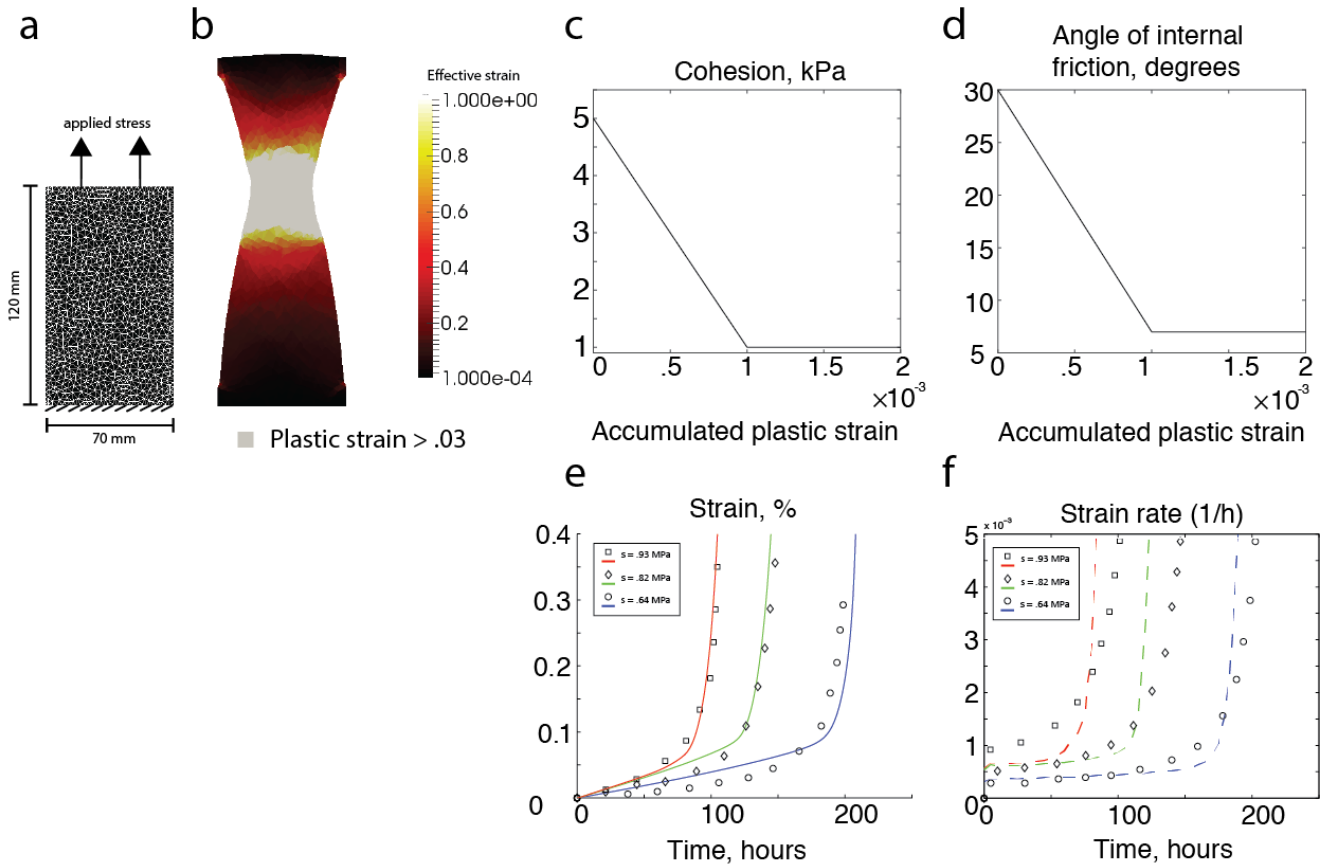 a
applied stress
120 mm
70 mm
b
Effective strain
1.000e+00
0.8
0.6
0.4
0.2
1.000e-04
Plastic strain > .03
c
Cohesion, kPa
5
4
3
2
1
0 .5 1 1.5 2
×10⁻³
Accumulated plastic strain
d
Angle of internal
friction, degrees
30
25
20
15
10
5
0 .5 1 1.5 2
×10⁻³
Accumulated plastic strain
e
Strain, %
0.4
0.3
0.2
0.1
0
s = .93 MPa
s = .82 MPa
s = .64 MPa
0 100 200
Time, hours
f
Strain rate (1/h)
× 10⁻³
5
4
3
2
1
0
s = .93 MPa
s = .82 MPa
s = .64 MPa
0 100 200
Time, hours